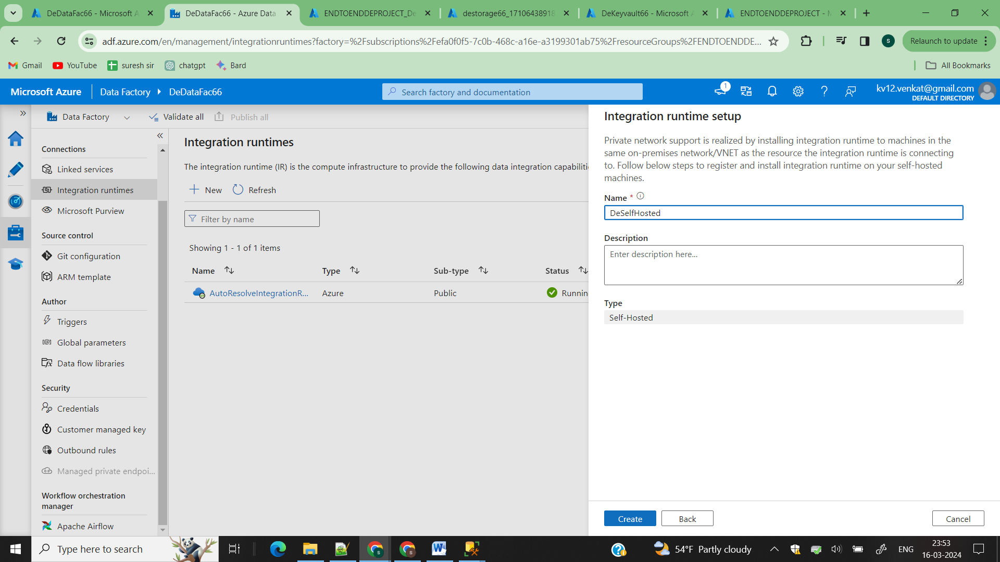 DeDataFac66 - Microsoft A
DeDataFac66 - Azure Data
ENDTOENDDEPROJECT_De
destorage66_17106438918
DeKeyvault66 - Microsoft A
ENDTOENDDEPROJECT - M
adf.azure.com/en/management/integrationruntimes?factory=%2Fsubscriptions%2Fefa0f0f5-7c0b-468c-a16e-a3199301ab75%2FresourceGroups%2FENDTOENDDE...
s
Relaunch to update
Gmail
YouTube
suresh sir
chatgpt
Bard
All Bookmarks
Microsoft Azure
Data Factory
DeDataFac66
Search factory and documentation
1
kv12.venkat@gmail.com
DEFAULT DIRECTORY
Data Factory
Validate all
Publish all
Connections
Linked services
Integration runtimes
Microsoft Purview
Source control
Git configuration
ARM template
Author
Triggers
Global parameters
Data flow libraries
Security
Credentials
Customer managed key
Outbound rules
Managed private endpoi...
Workflow orchestration
manager
Apache Airflow
Integration runtimes
The integration runtime (IR) is the compute infrastructure to provide the following data integration capabiliti
New
Refresh
Filter by name
Showing 1 - 1 of 1 items
Name
Type
Sub-type
Status
AutoResolveIntegrationR...
Azure
Public
Runnin
Integration runtime setup
Private network support is realized by installing integration runtime to machines in the
same on-premises network/VNET as the resource the integration runtime is connecting
to. Follow below steps to register and install integration runtime on your self-hosted
machines.
Name *
DeSelfHosted
Description
Enter description here...
Type
Self-Hosted
Create
Back
Cancel
Type here to search
54°F Partly cloudy
ENG
23:53
16-03-2024